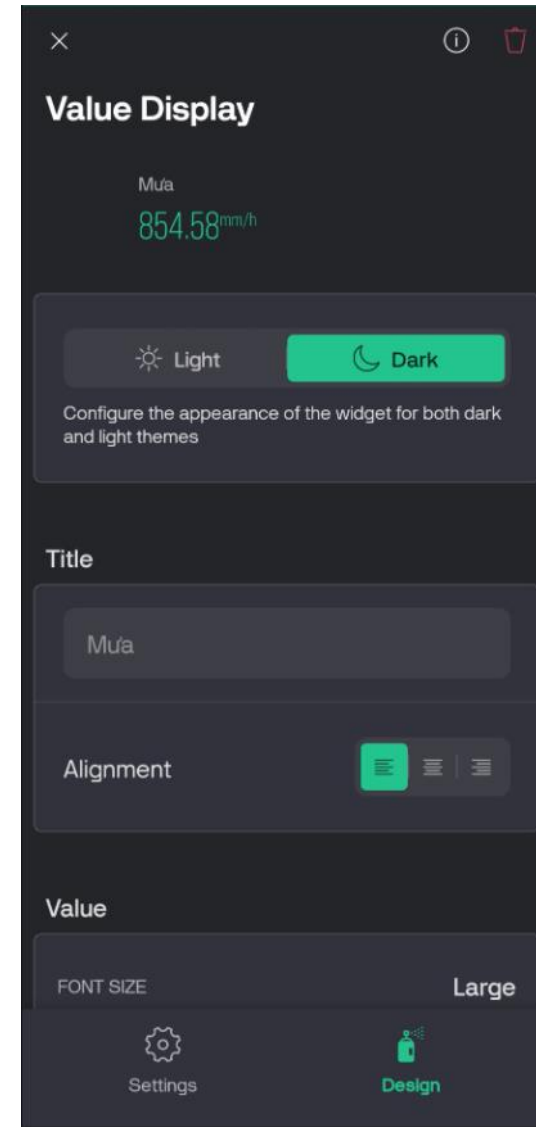 Value Display
Mưa
854.58mm/h
Light
Dark
Configure the appearance of the widget for both dark
and light themes
Title
Mưa
Alignment
Value
FONT SIZE
Large
Settings
Design